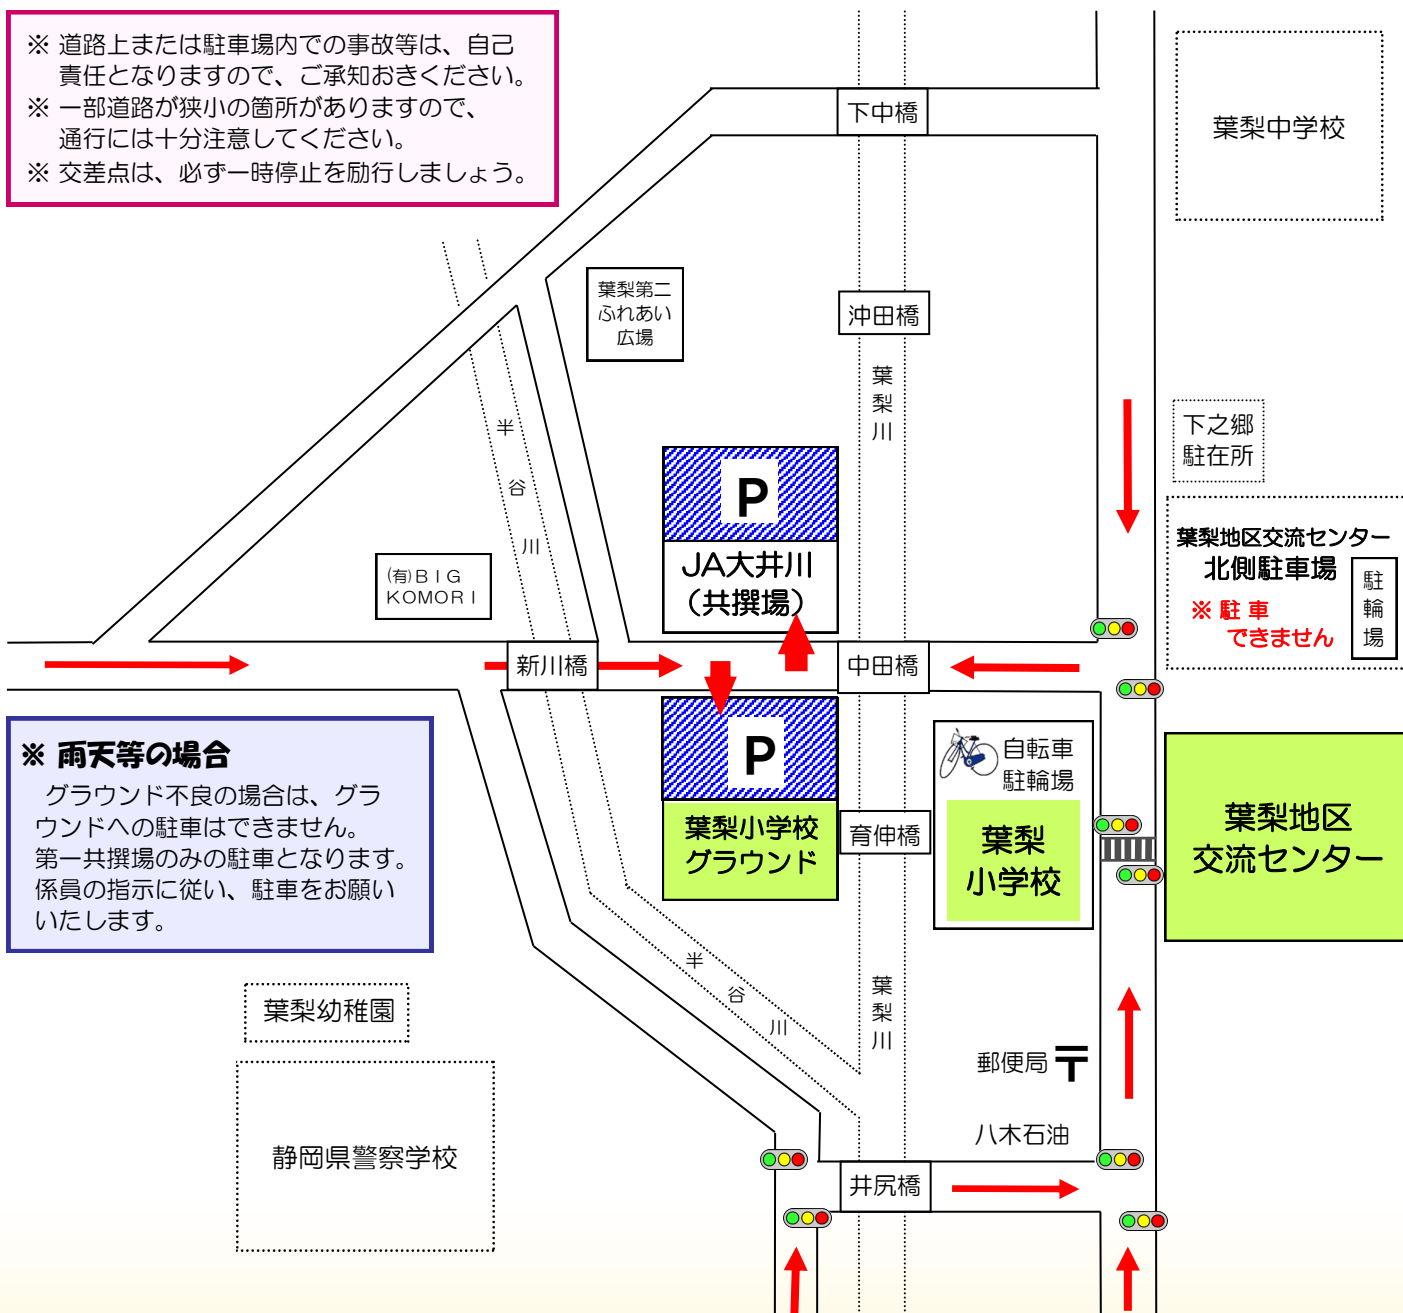 ※ 道路上または駐車場内での事故等は、自己
責任となりますので、ご承知おきください。
※ 一部道路が狭小の箇所がありますので、
通行には十分注意してください。
※ 交差点は、必ず一時停止を励行しましょう。
下中橋
葉梨中学校
葉梨第二
ふれあい
広場
沖田橋
葉梨川
半谷川
下之郷
駐在所
P
JA大井川
（共撰場）
葉梨地区交流センター
北側駐車場
※ 駐 車
できません
駐輪場
(有)BIG
KOMORI
新川橋
中田橋
※ 雨天等の場合
グラウンド不良の場合は、グラ
ウンドへの駐車はできません。
第一共撰場のみの駐車となります。
係員の指示に従い、駐車をお願い
いたします。
P
葉梨小学校
グラウンド
自転車
駐輪場
育伸橋
葉梨
小学校
葉梨地区
交流センター
半谷川
葉梨川
葉梨幼稚園
郵便局 〒
八木石油
静岡県警察学校
井尻橋